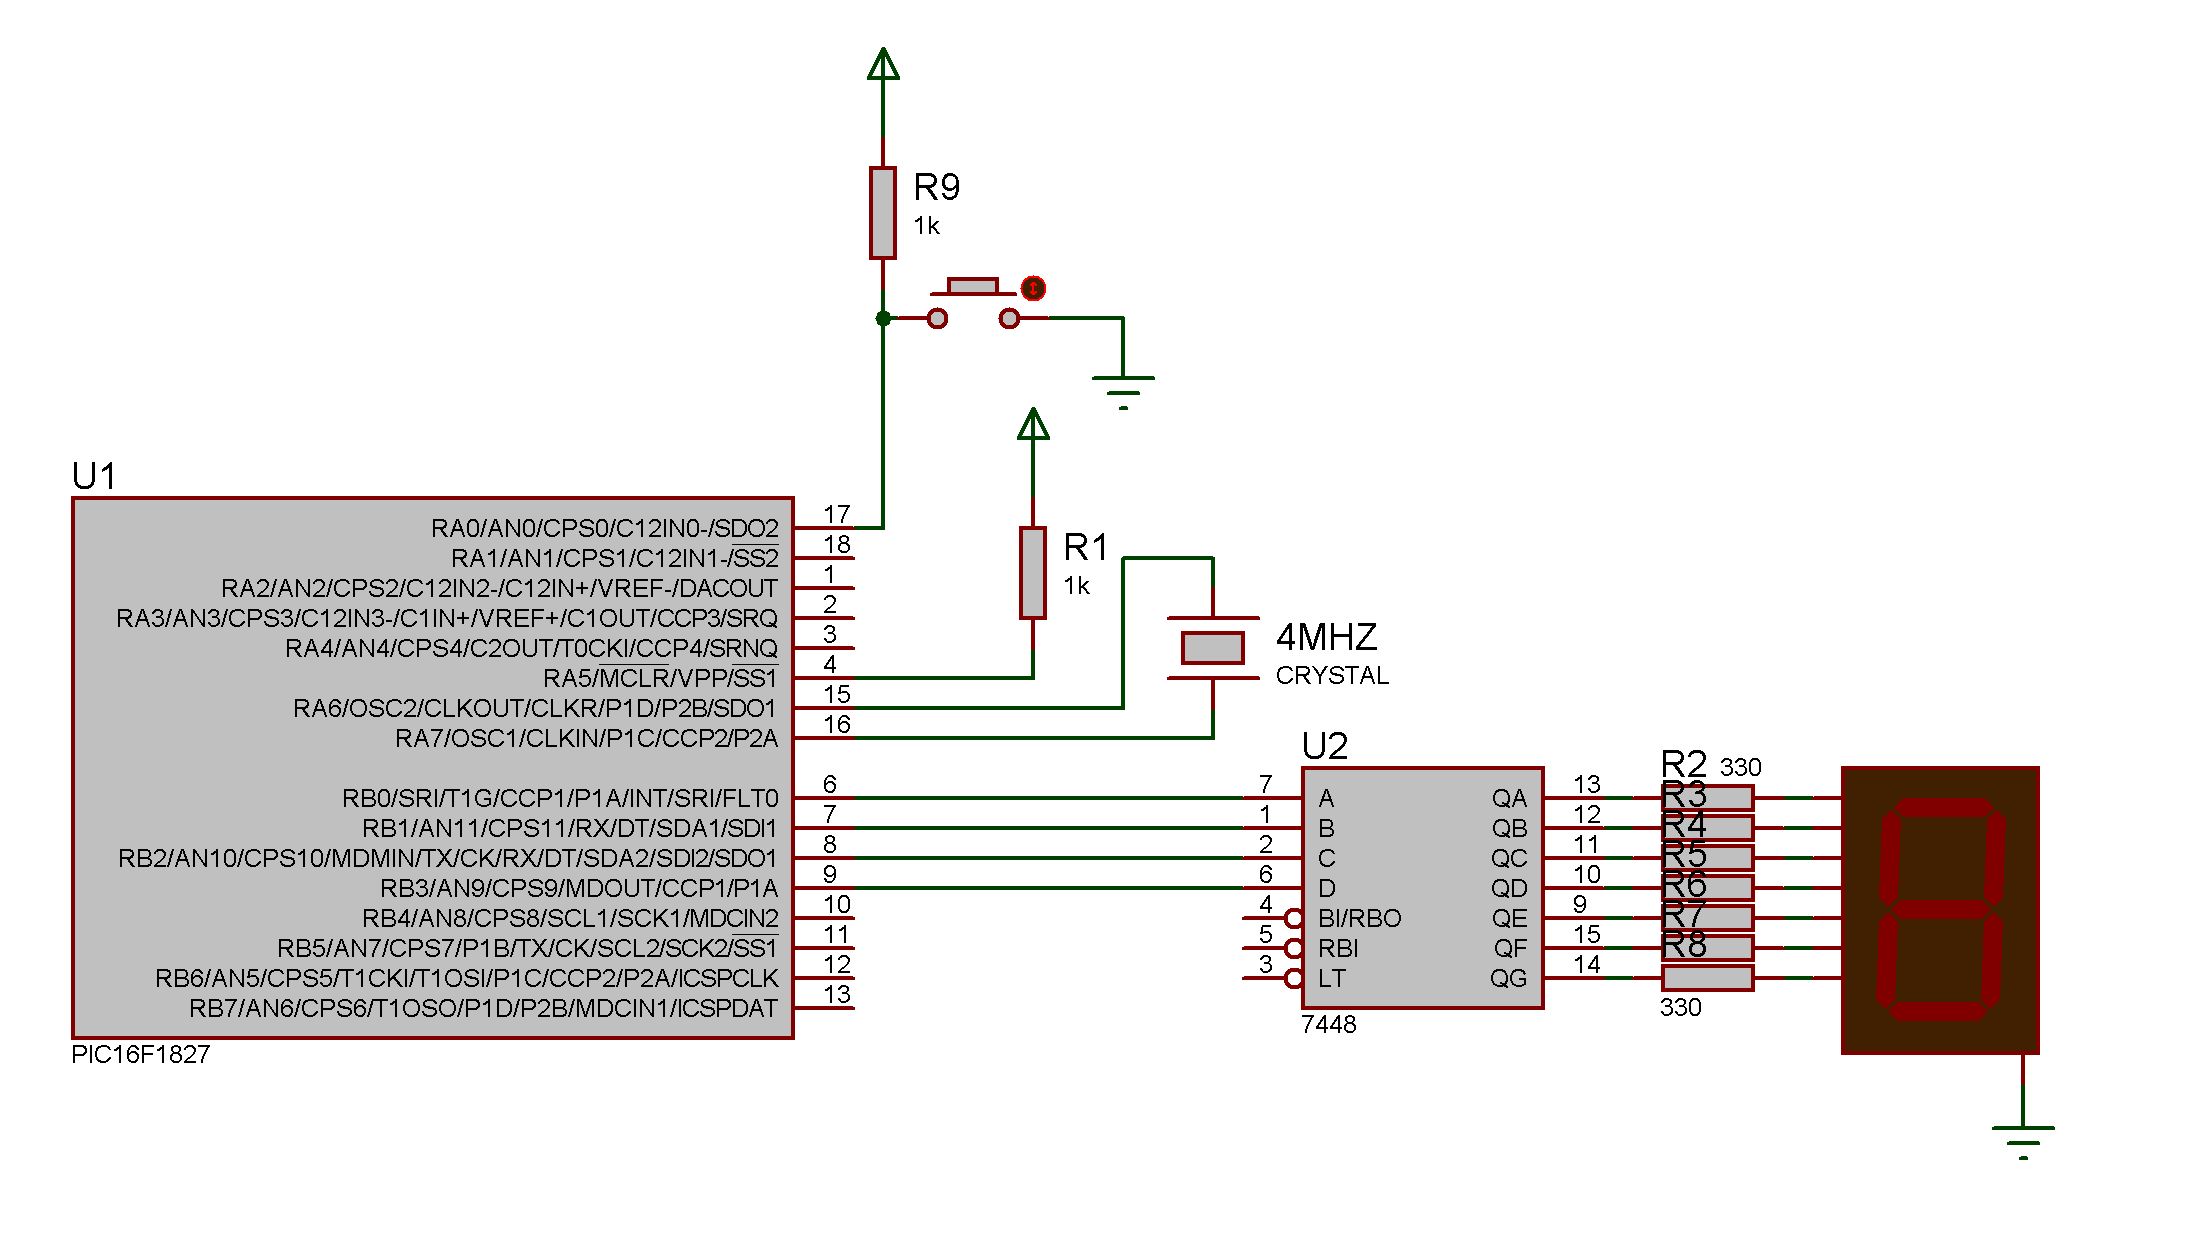 R9
1k
U1
RA0/AN0/CPS0/C12IN0-/SDO2 17
RA1/AN1/CPS1/C12IN1-/SS2 18
RA2/AN2/CPS2/C12IN2-/C12IN+/VREF-/DACOUT 1
RA3/AN3/CPS3/C12IN3-/C1IN+/VREF+/C1OUT/CCP3/SRQ 2
RA4/AN4/CPS4/C2OUT/T0CKI/CCP4/SRNQ 3
RA5/MCLR/VPP/SS1 4
RA6/OSC2/CLKOUT/CLKR/P1D/P2B/SDO1 15
RA7/OSC1/CLKIN/P1C/CCP2/P2A 16
R1
1k
4MHZ
CRYSTAL
RB0/SRI/T1G/CCP1/P1A/INT/SRI/FLT0 6
RB1/AN11/CPS11/RX/DT/SDA1/SDI1 7
RB2/AN10/CPS10/MDMIN/TX/CK/RX/DT/SDA2/SDI2/SDO1 8
RB3/AN9/CPS9/MDOUT/CCP1/P1A 9
RB4/AN8/CPS8/SCL1/SCK1/MDCIN2 10
RB5/AN7/CPS7/P1B/TX/CK/SCL2/SCK2/SS1 11
RB6/AN5/CPS5/T1CKI/T1OSI/P1C/CCP2/P2A/ICSPCLK 12
RB7/AN6/CPS6/T1OSO/P1D/P2B/MDCIN1/ICSPDAT 13
PIC16F1827
U2
7 A QA 13
1 B QB 12
2 C QC 11
6 D QD 10
4 BI/RBO QE 9
5 RBI QF 15
3 LT QG 14
7448
R2 330
R3
R4
R5
R6
R7
R8
330